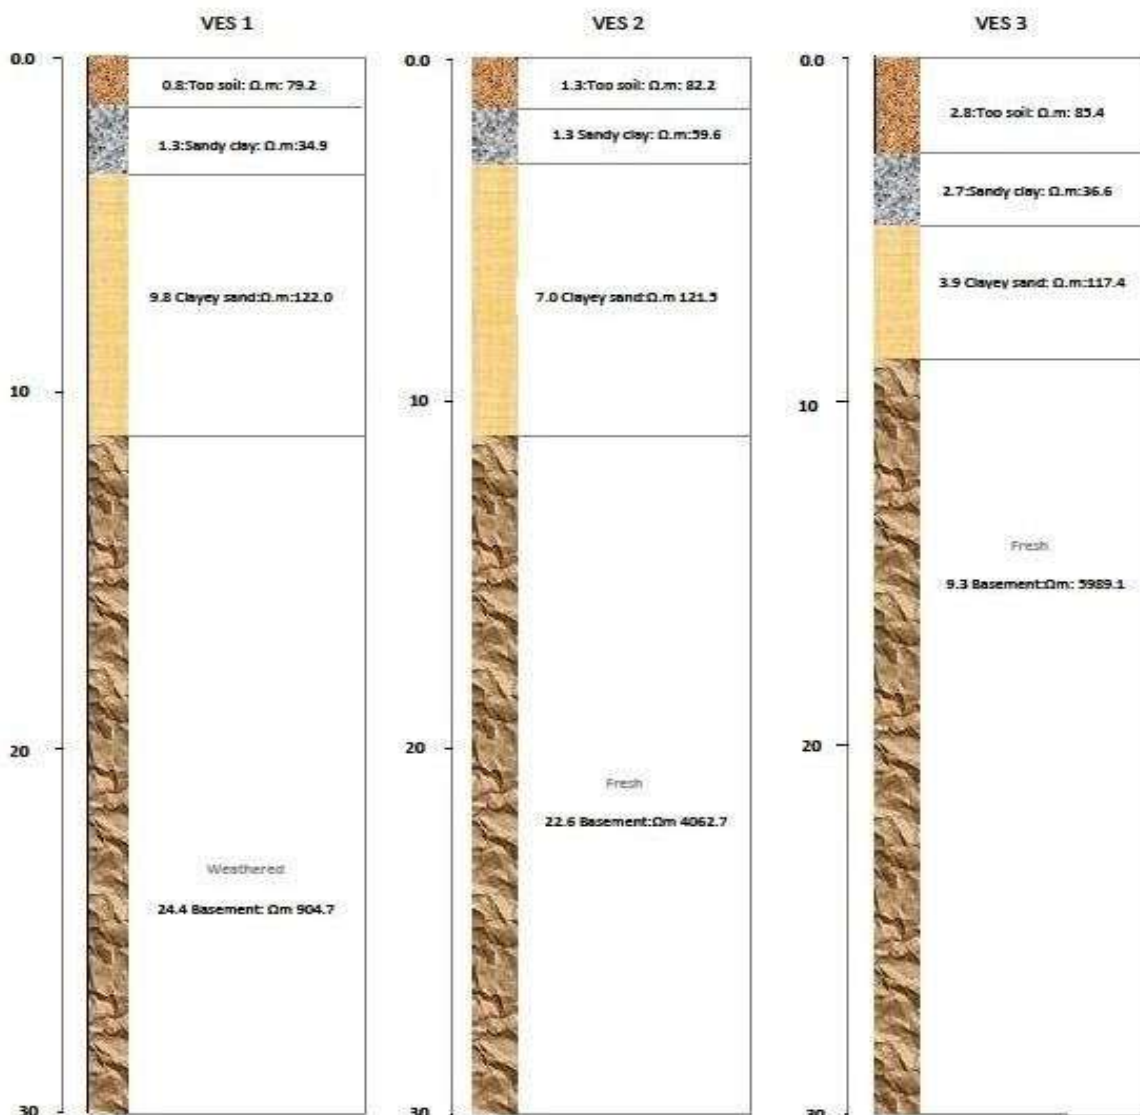 VES 1
0.0
0.8:Too soil: Ω.m: 79.2
1.3:Sandy clay: Ω.m:34.9
9.8 Clayey sand:Ω.m:122.0
10
20
Weathered
24.4 Basement: Ωm 904.7
30
VES 2
0.0
1.3:Too soil: Ω.m: 82.2
1.3 Sandy clay: Ω.m:59.6
7.0 Clayey sand:Ω.m 121.5
10
20
Fresh
22.6 Basement:Ωm 4062.7
30
VES 3
0.0
2.8:Too soil: Ω.m: 85.4
2.7:Sandy clay: Ω.m:36.6
3.9 Clayey sand: Ω.m:117.4
10
Fresh
9.3 Basement:Ωm: 5989.1
20
30